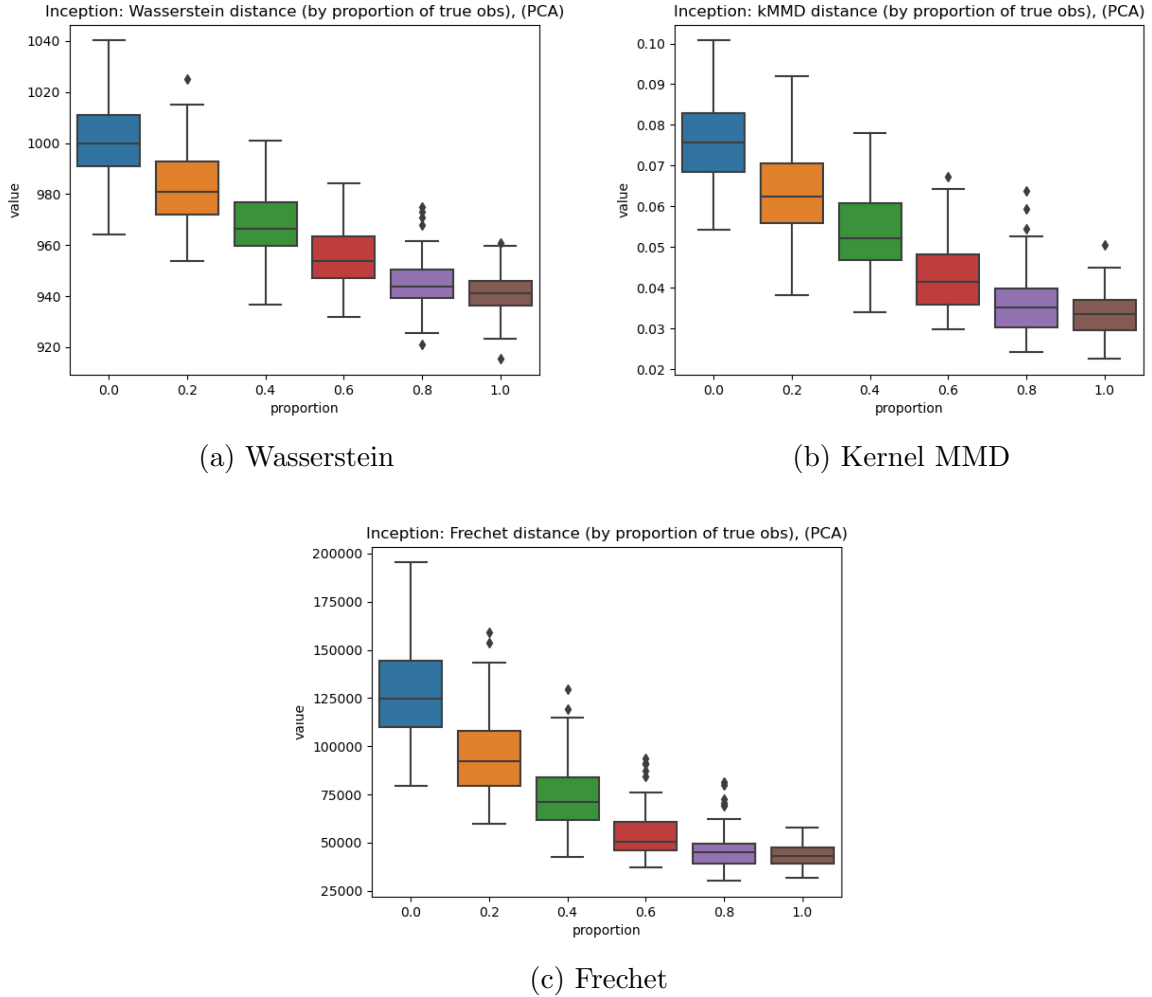 Inception: Wasserstein distance (by proportion of true obs), (PCA)
1040
1020
1000
980
960
940
920
value
0.0 0.2 0.4 0.6 0.8 1.0
proportion
(a) Wasserstein
Inception: kMMD distance (by proportion of true obs), (PCA)
0.10
0.09
0.08
0.07
0.06
0.05
0.04
0.03
0.02
value
0.0 0.2 0.4 0.6 0.8 1.0
proportion
(b) Kernel MMD
Inception: Frechet distance (by proportion of true obs), (PCA)
200000
175000
150000
125000
100000
75000
50000
25000
value
0.0 0.2 0.4 0.6 0.8 1.0
proportion
(c) Frechet